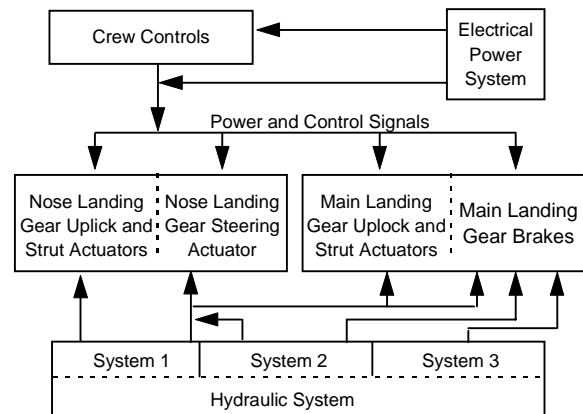 Crew Controls
Electrical
Power
System
Power and Control Signals
Nose Landing
Gear Uplick and
Strut Actuators
Nose Landing
Gear Steering
Actuator
Main Landing
Gear Uplock and
Strut Actuators
Main Landing
Gear Brakes
System 1
System 2
System 3
Hydraulic System